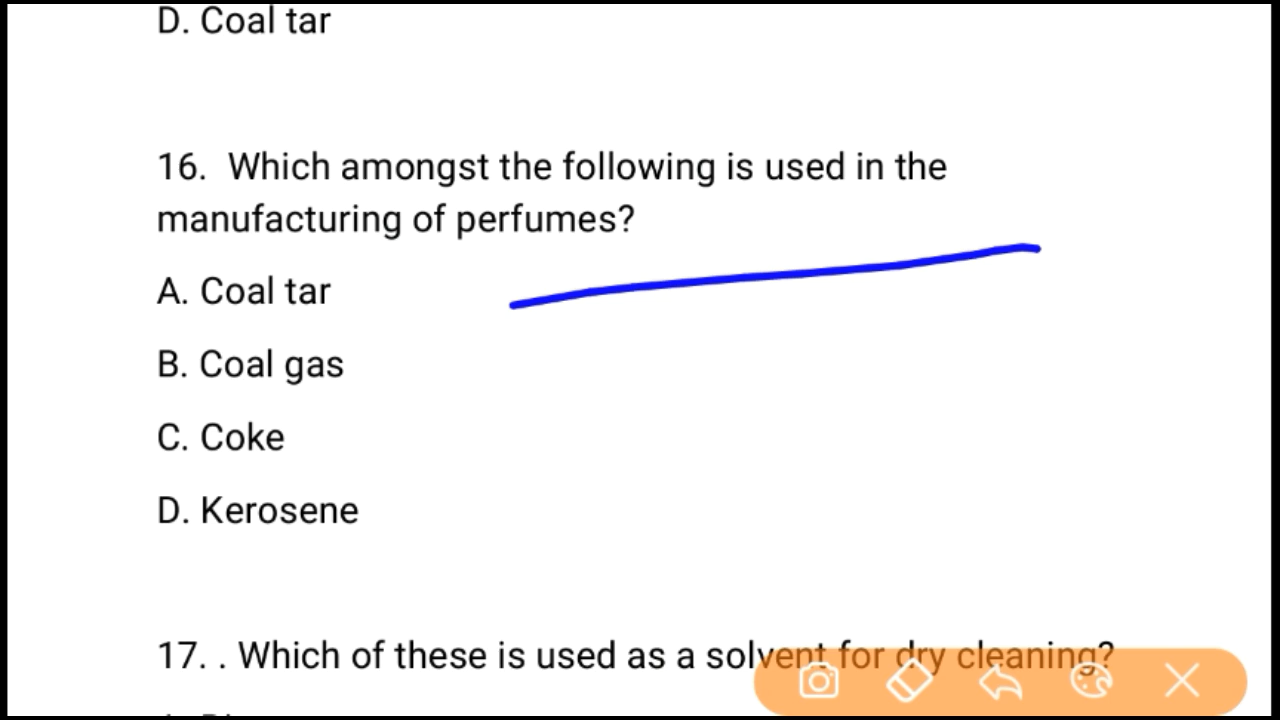 D. Coal tar
16. Which amongst the following is used in the
manufacturing of perfumes?
A. Coal tar
B. Coal gas
C. Coke
D. Kerosene
17. . Which of these is used as a solvent for dry cleaning?